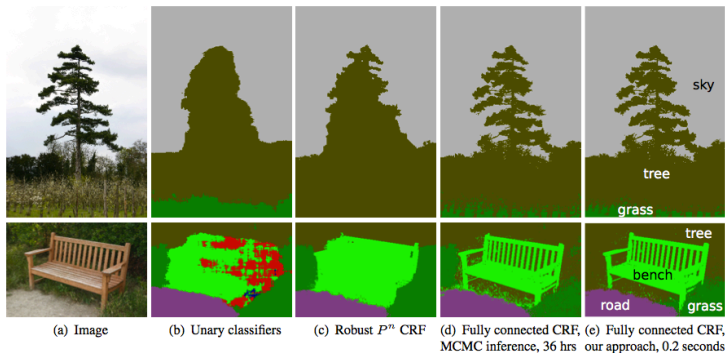 sky
tree
grass
tree
bench
road
grass
(a) Image
(b) Unary classifiers
(c) Robust Pⁿ CRF
(d) Fully connected CRF,
MCMC inference, 36 hrs
(e) Fully connected CRF,
our approach, 0.2 seconds